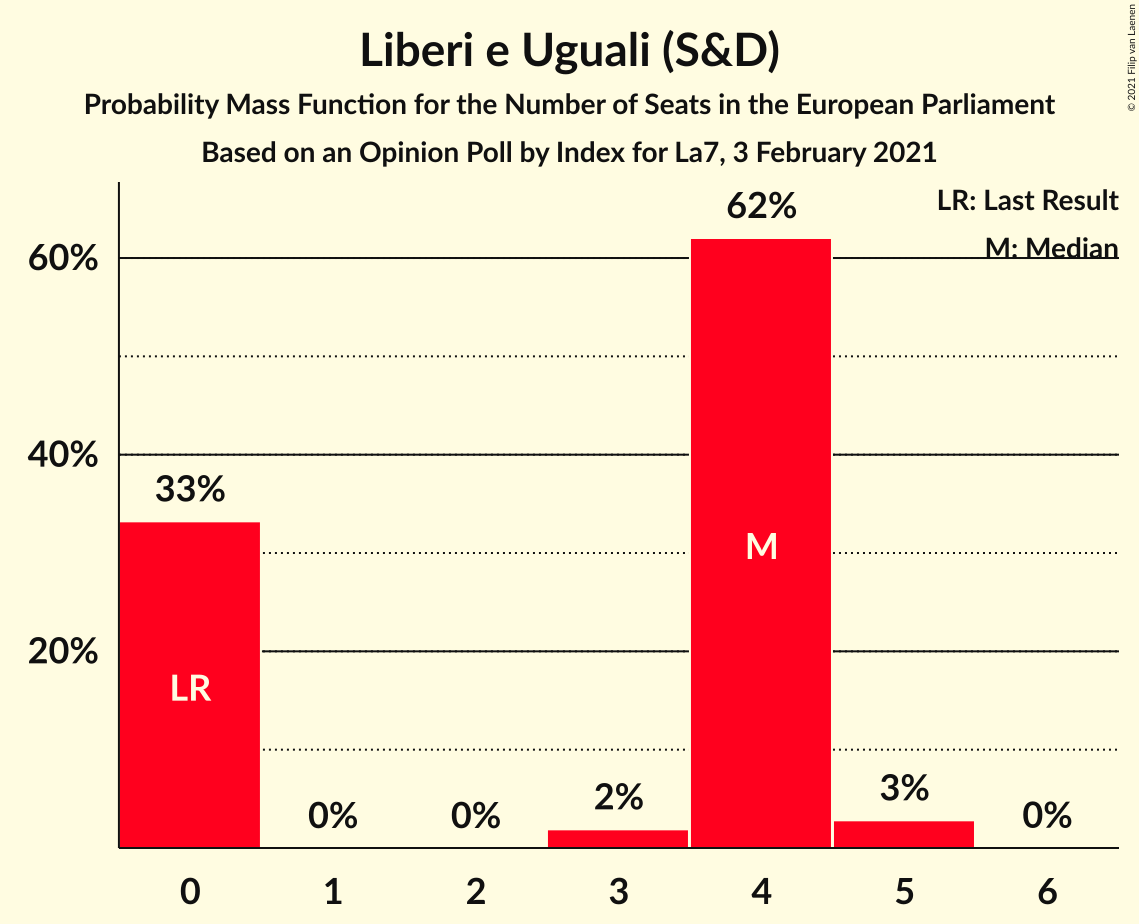 Liberi e Uguali (S&D)
Probability Mass Function for the Number of Seats in the European Parliament
Based on an Opinion Poll by Index for La7, 3 February 2021
© 2021 Filip van Laenen
LR: Last Result
M: Median
62%
60%
40%
33%
M
20%
LR
3%
2%
0%
0%
0%
0
1
2
3
4
5
6